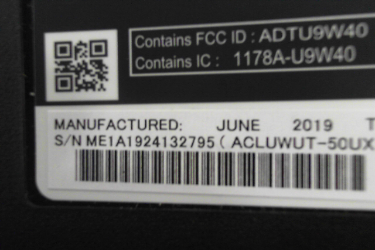 Contains FCC ID : ADTU9W40
Contains IC : 1178A-U9W40
MANUFACTURED: JUNE 2019 T
S/N ME1A1924132795 ( ACLUWUT-50UX